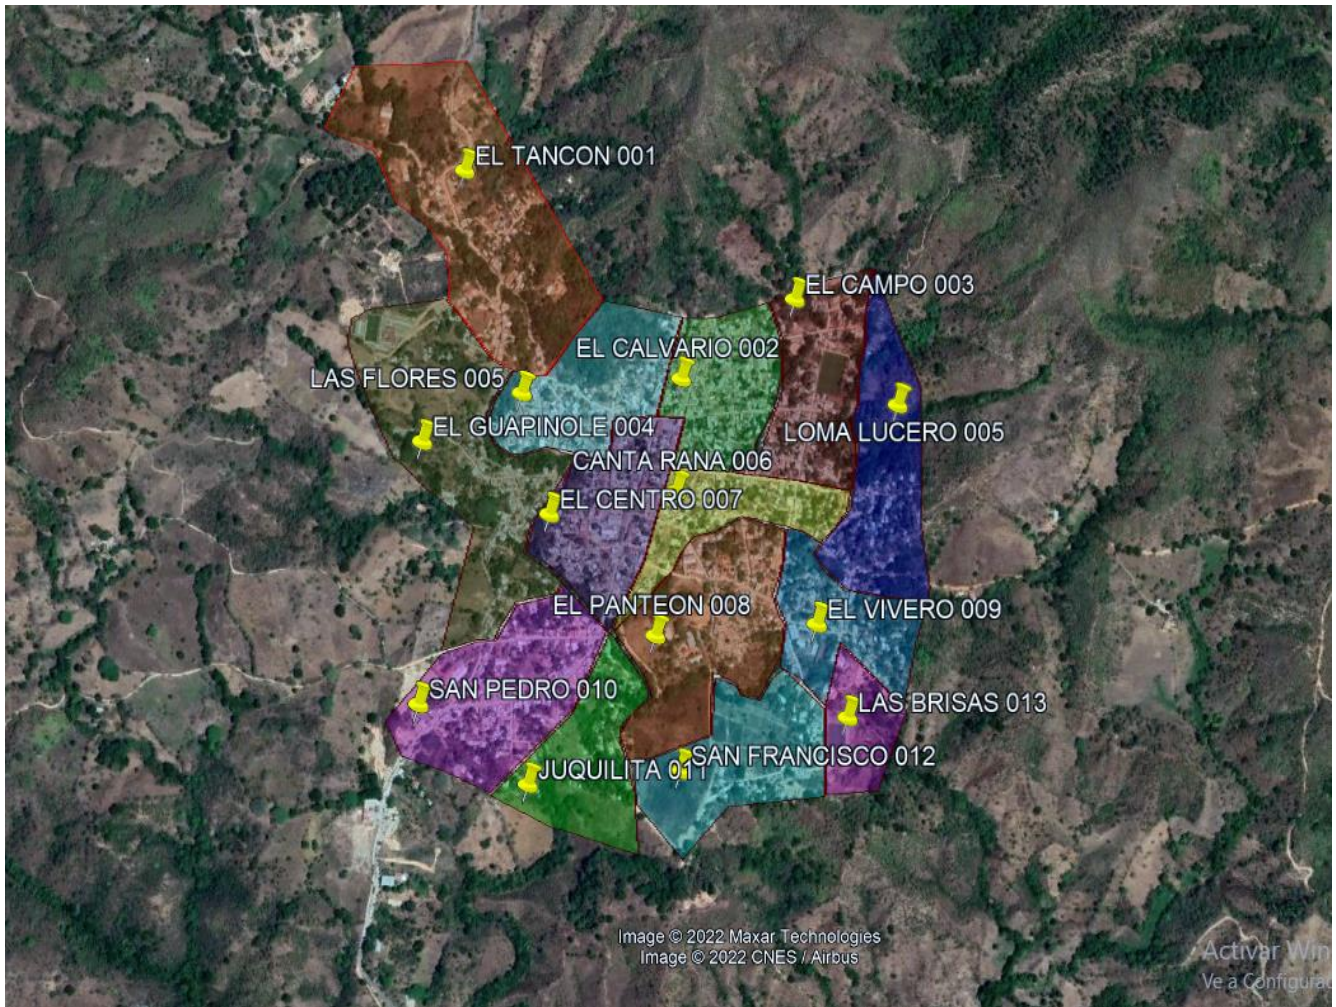 EL TANCON 001
EL CAMPO 003
EL CALVARIO 002
LAS FLORES 005
EL GUAPINOLE 004
LOMA LUCERO 005
CANTA RANA 006
EL CENTRO 007
EL PANTEON 008
EL VIVERO 009
SAN PEDRO 010
LAS BRISAS 013
SAN FRANCISCO 012
JUQUILITA 011
Image © 2022 Maxar Technologies
Image © 2022 CNES / Airbus
Activar Win
Ve a Configurac